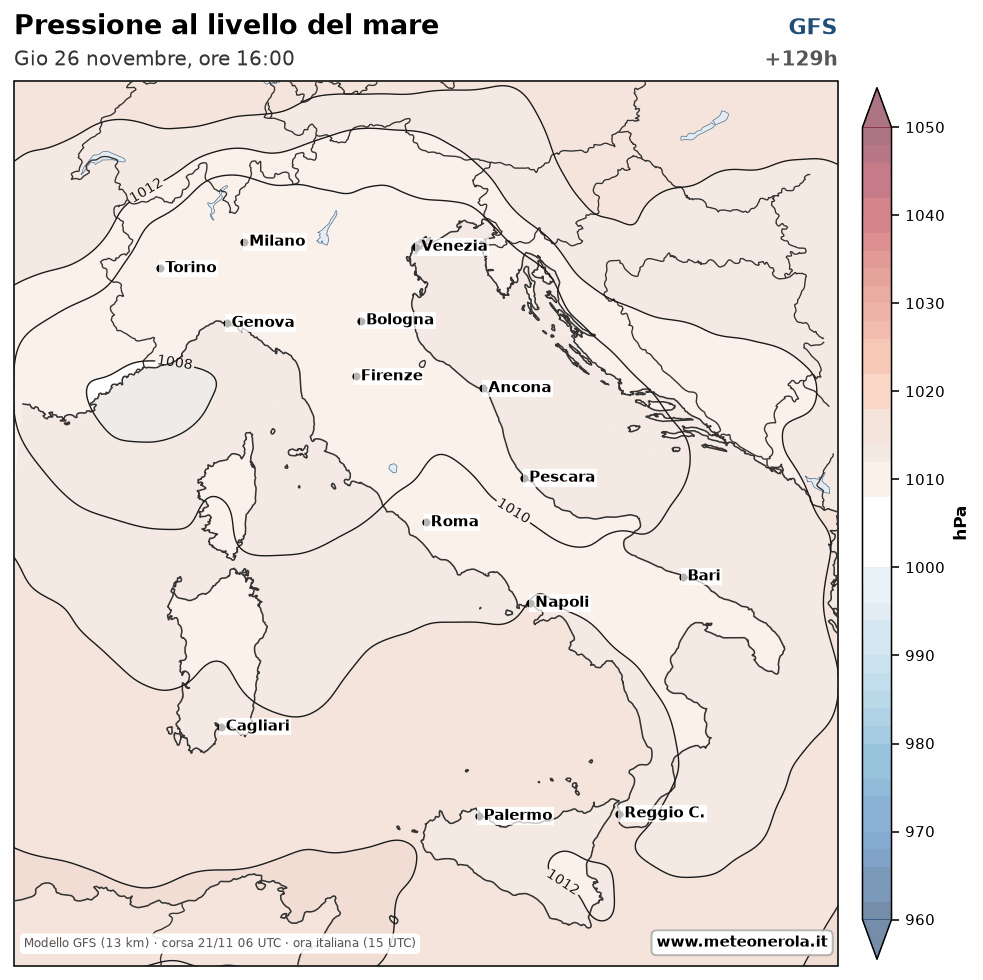 Pressione al livello del mare
GFS
Gio 26 novembre, ore 16:00
+129h
1050
1012
1040
Milano
Venezia
Torino
1030
Genova
Bologna
1008
Firenze
Ancona
1020
Pescara
1010
1010
Roma
hPa
1000
Bari
Napoli
990
Cagliari
980
Palermo
Reggio C.
970
1012
960
Modello GFS (13 km) · corsa 21/11 06 UTC · ora italiana (15 UTC)
www.meteonerola.it